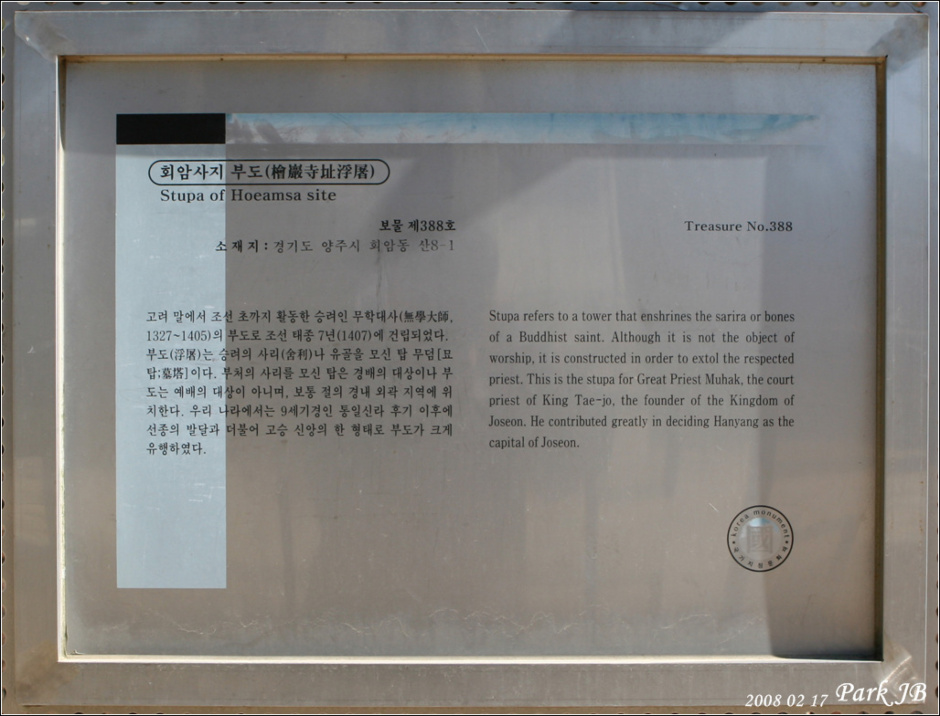 회암사지 부도(檜巖寺址浮屠)
Stupa of Hoeamsa site
보물 제388호
소 재 지 : 경기도 양주시 회암동 산8-1
Treasure No.388
고려 말에서 조선 초까지 활동한 승려인 무학대사(無學大師,
1327~1405)의 부도로 조선 태종 7년(1407)에 건립되었다.
부도(浮屠)는 승려의 사리(舍利)나 유골을 모신 탑 무덤[묘
탑;墓塔]이다. 부처의 사리를 모신 탑은 경배의 대상이나 부
도는 예배의 대상이 아니며, 보통 절의 경내 외곽 지역에 위
치한다. 우리 나라에서는 9세기경인 통일신라 후기 이후에
선종의 발달과 더불어 고승 신앙의 한 형태로 부도가 크게
유행하였다.
Stupa refers to a tower that enshrines the sarira or bones
of a Buddhist saint. Although it is not the object of
worship, it is constructed in order to extol the respected
priest. This is the stupa for Great Priest Muhak, the court
priest of King Tae-jo, the founder of the Kingdom of
Joseon. He contributed greatly in deciding Hanyang as the
capital of Joseon.
korea monument
國
2008 02 17 Park JB